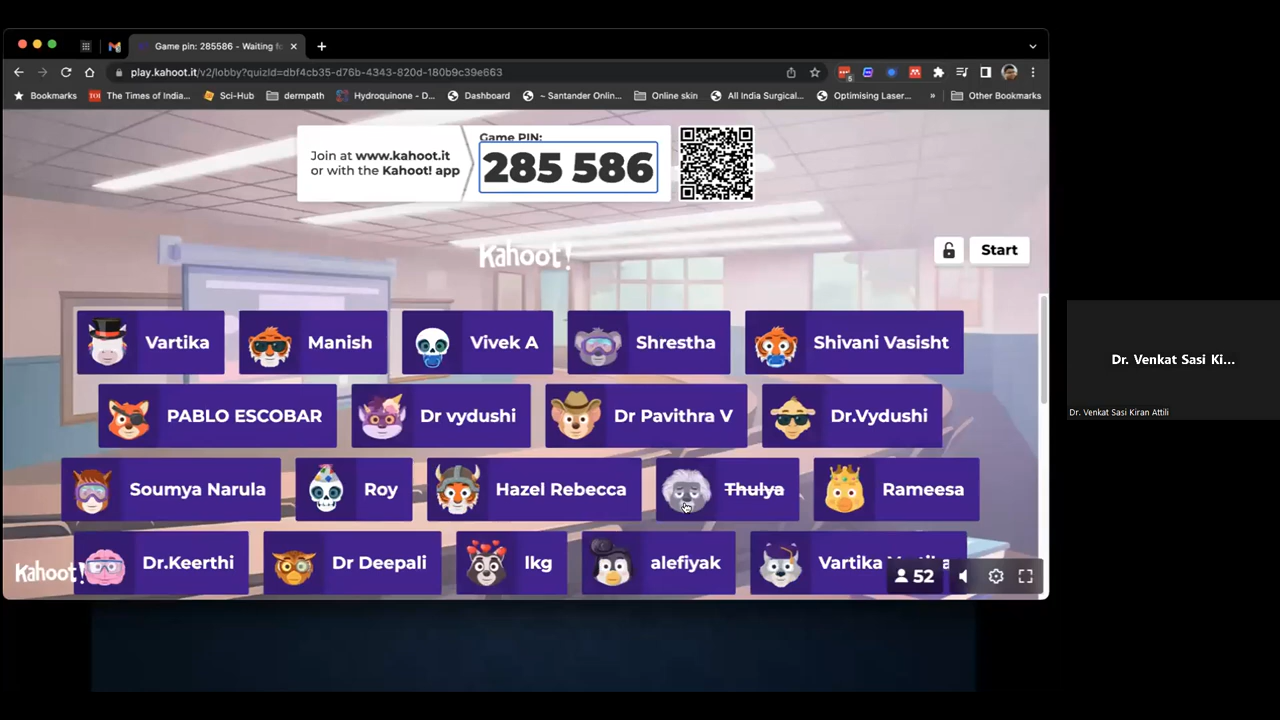 Game pin: 285586 - Waiting fo
play.kahoot.it/v2/lobby?quizId=dbf4cb35-d76b-4343-820d-180b9c39e663
5
Bookmarks TOI The Times of India... Sci-Hub dermpath Hydroquinone - D... Dashboard ~ Santander Onlin... Online skin All India Surgical... Optimising Laser... » Other Bookmarks
Join at www.kahoot.it
or with the Kahoot! app
Game PIN:
285 586
Kahoot!
Start
Vartika Manish Vivek A Shrestha Shivani Vasisht
PABLO ESCOBAR Dr vydushi Dr Pavithra V Dr.Vydushi
Soumya Narula Roy Hazel Rebecca Thulya Rameesa
Dr.Keerthi Dr Deepali lkg alefiyak Vartika
Kahoot!
52
Dr. Venkat Sasi Ki...
Dr. Venkat Sasi Kiran Attili